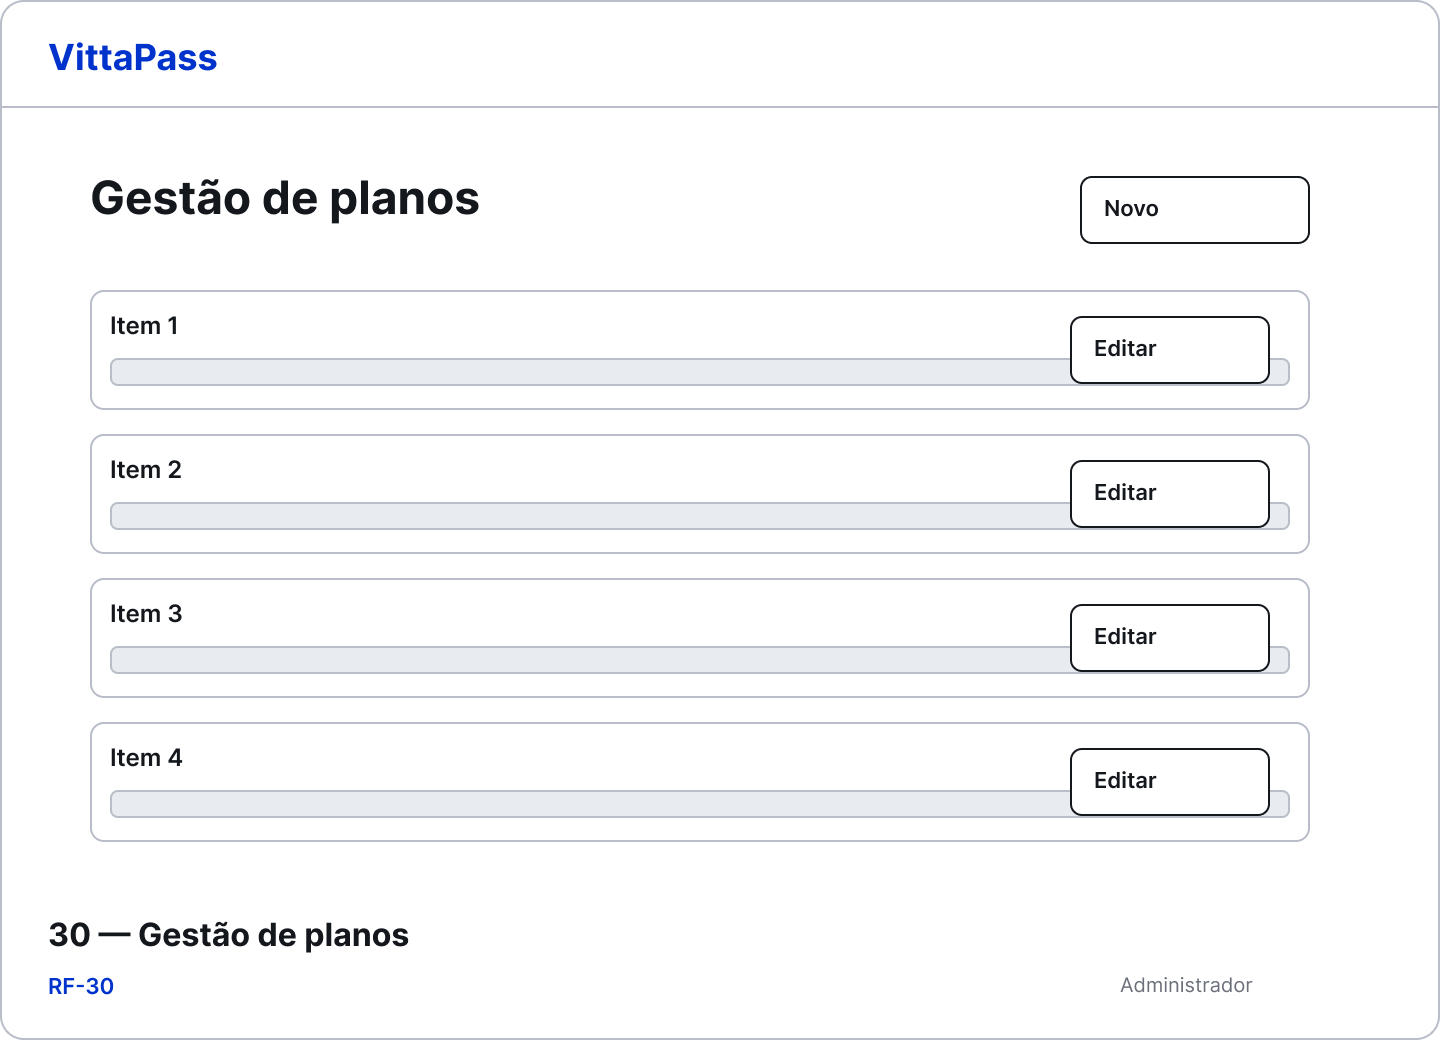 VittaPass
Gestão de planos
Novo
Item 1
Editar
Item 2
Editar
Item 3
Editar
Item 4
Editar
30 — Gestão de planos
RF-30
Administrador